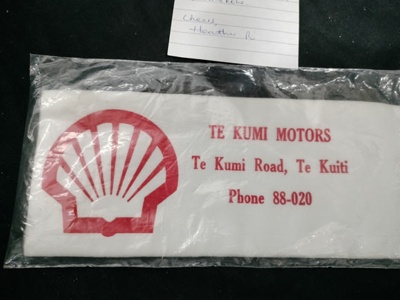 Cheers,
TE KUMI MOTORS
Te Kumi Road, Te Kuiti
Phone 88-020